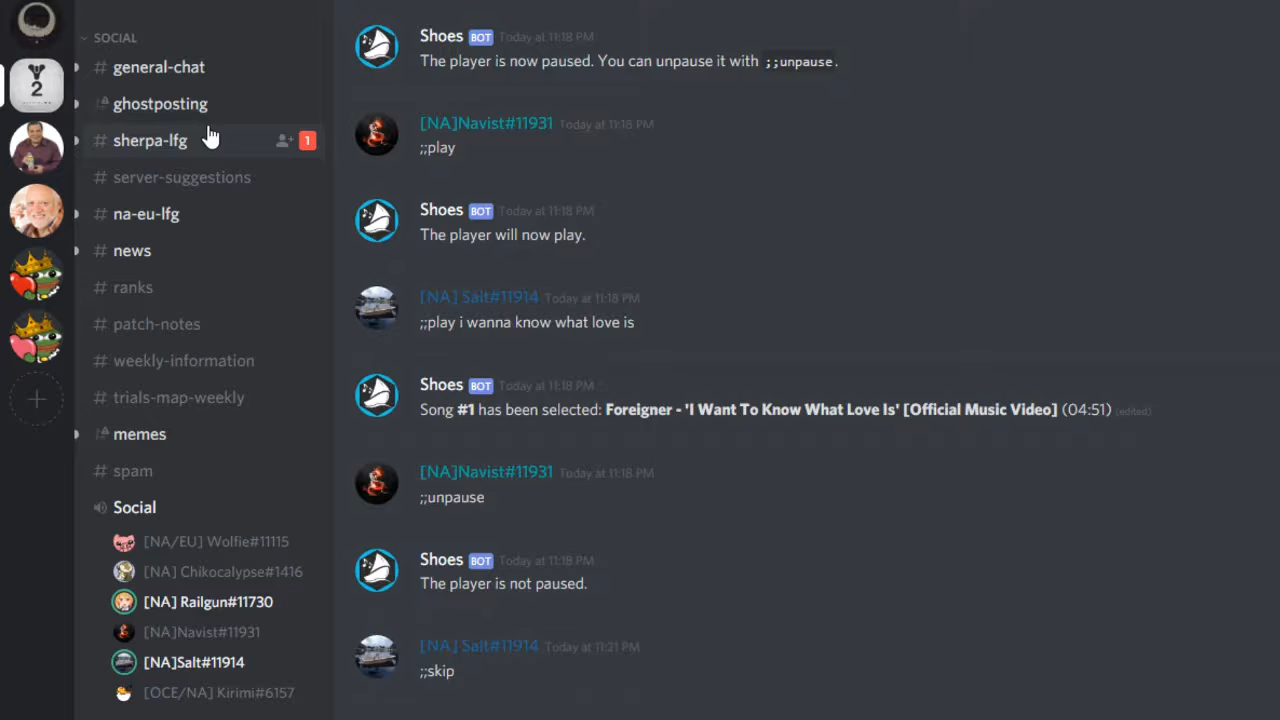 2
SOCIAL
# general-chat
ghostposting
# sherpa-lfg 1
# server-suggestions
# na-eu-lfg
# news
# ranks
# patch-notes
# weekly-information
# trials-map-weekly
memes
# spam
Social
[NA/EU] Wolfie#11115
[NA] Chikocalypse#1416
[NA] Railgun#11730
[NA]Navist#11931
[NA]Salt#11914
[OCE/NA] Kirimi#6157
Shoes BOT Today at 11:18 PM
The player is now paused. You can unpause it with ;;unpause.
[NA]Navist#11931 Today at 11:18 PM
;;play
Shoes BOT Today at 11:18 PM
The player will now play.
[NA] Salt#11914 Today at 11:18 PM
;;play i wanna know what love is
Shoes BOT Today at 11:18 PM
Song #1 has been selected: Foreigner - 'I Want To Know What Love Is' [Official Music Video] (04:51) (edited)
[NA]Navist#11931 Today at 11:18 PM
;;unpause
Shoes BOT Today at 11:18 PM
The player is not paused.
[NA] Salt#11914 Today at 11:21 PM
;;skip